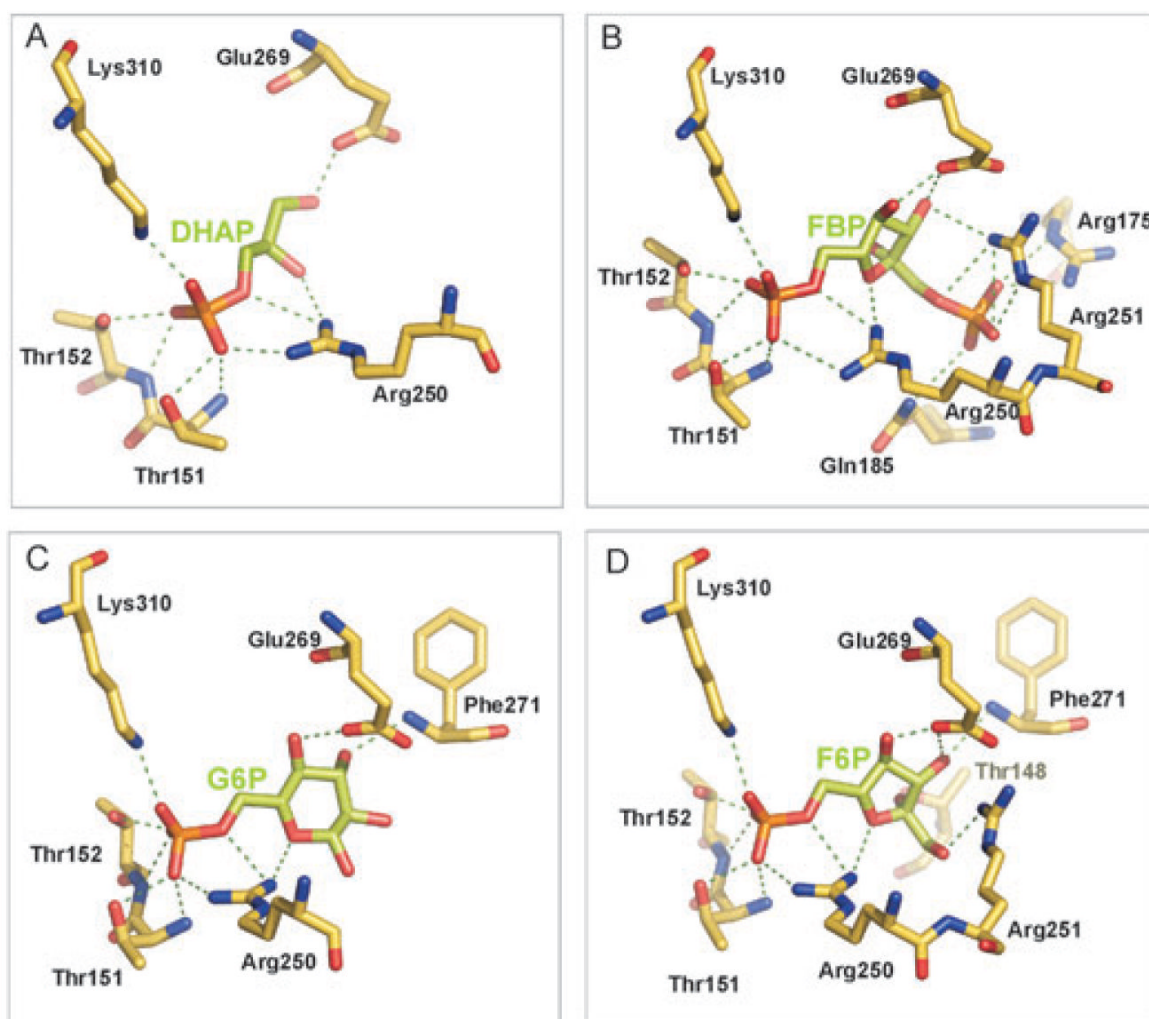 A
Lys310
Glu269
DHAP
Thr152
Arg250
Thr151
B
Lys310
Glu269
FBP
Arg175
Thr152
Arg251
Arg250
Thr151
Gln185
C
Lys310
Glu269
Phe271
G6P
Thr152
Thr151
Arg250
D
Lys310
Glu269
Phe271
F6P
Thr148
Thr152
Arg251
Thr151
Arg250